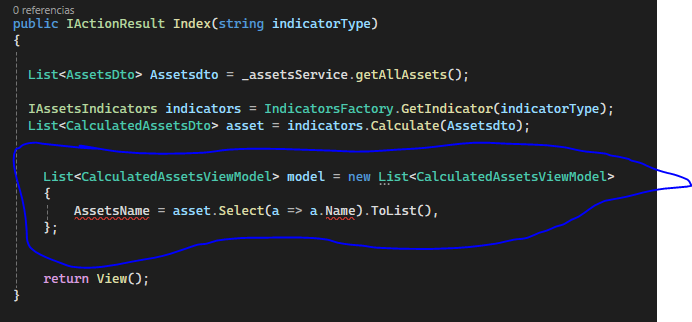 0 referencias
public IActionResult Index(string indicatorType)
{
List<AssetsDto> Assetsdto = _assetsService.getAllAssets();
IAssetsIndicators indicators = IndicatorsFactory.GetIndicator(indicatorType);
List<CalculatedAssetsDto> asset = indicators.Calculate(Assetsdto);
List<CalculatedAssetsViewModel> model = new List<CalculatedAssetsViewModel>
{
AssetsName = asset.Select(a => a.Name).ToList(),
};
return View();
}